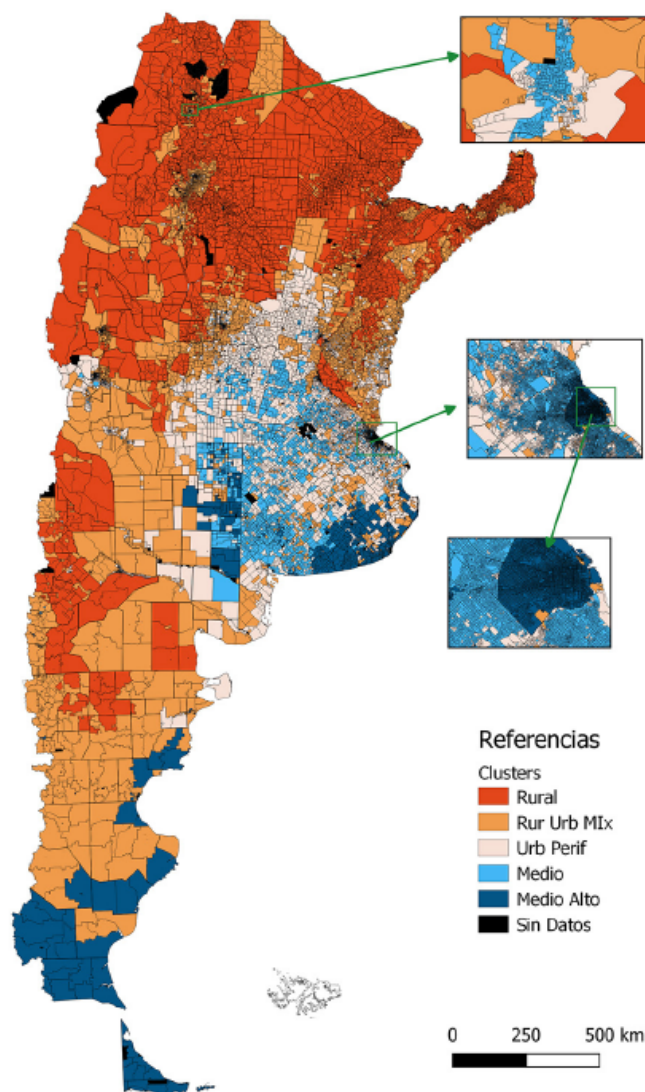 Referencias
Clusters
Rural
Rur Urb MIx
Urb Perif
Medio
Medio Alto
Sin Datos
0 250 500 km